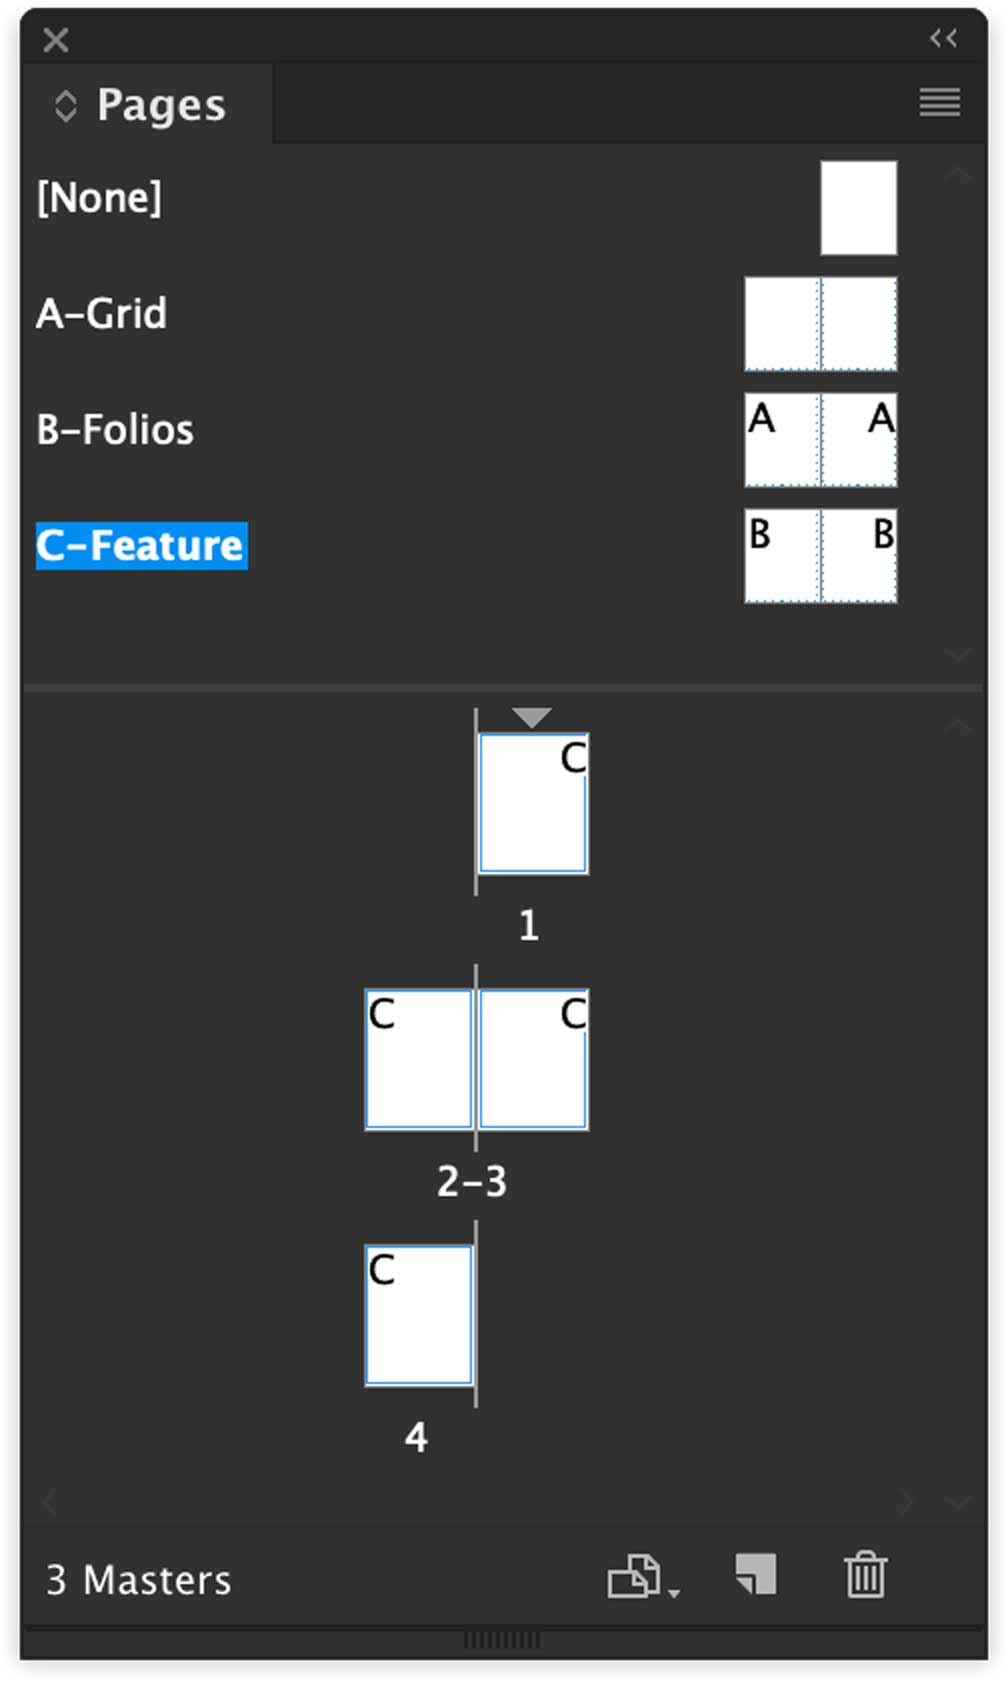 Pages
[None]
A-Grid
B-Folios
A A
C-Feature
B B
C
1
C C
2-3
C
4
3 Masters